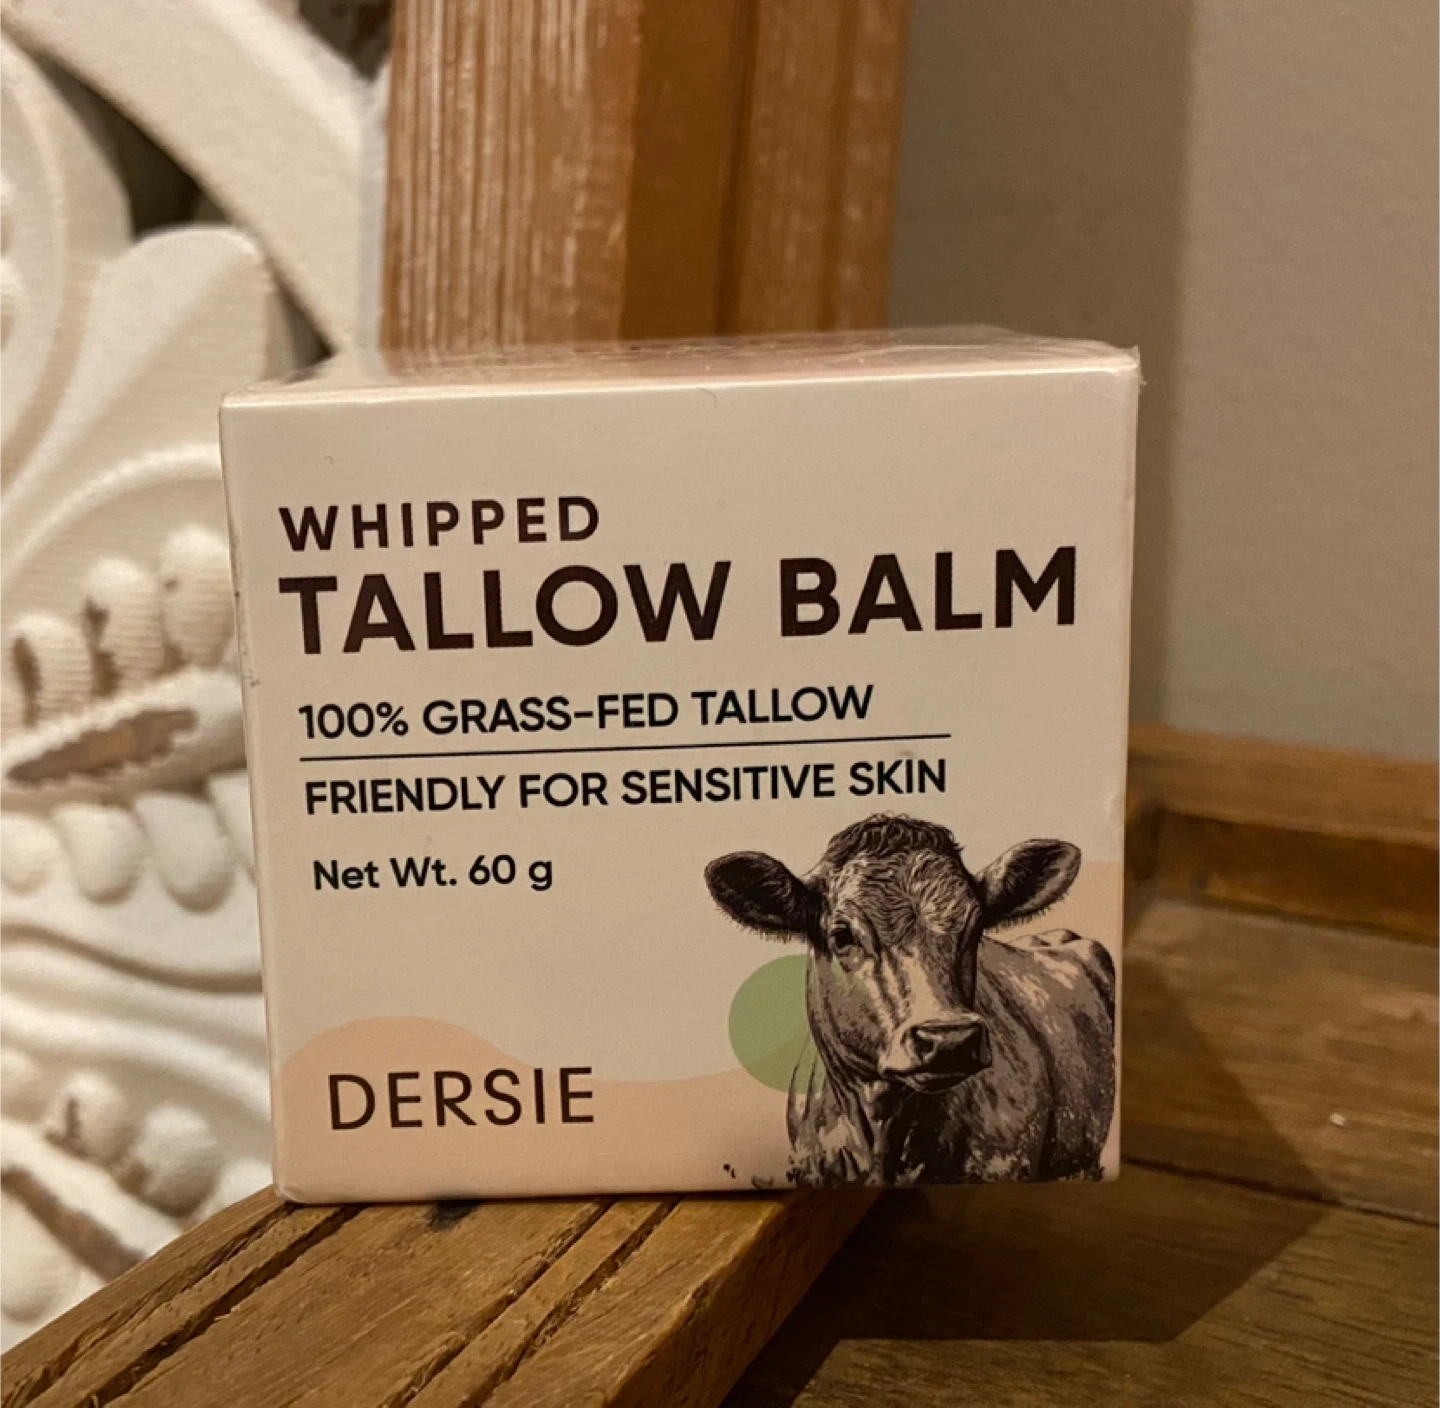 WHIPPED
TALLOW BALM
100% GRASS-FED TALLOW
FRIENDLY FOR SENSITIVE SKIN
Net Wt. 60 g
DERSIE